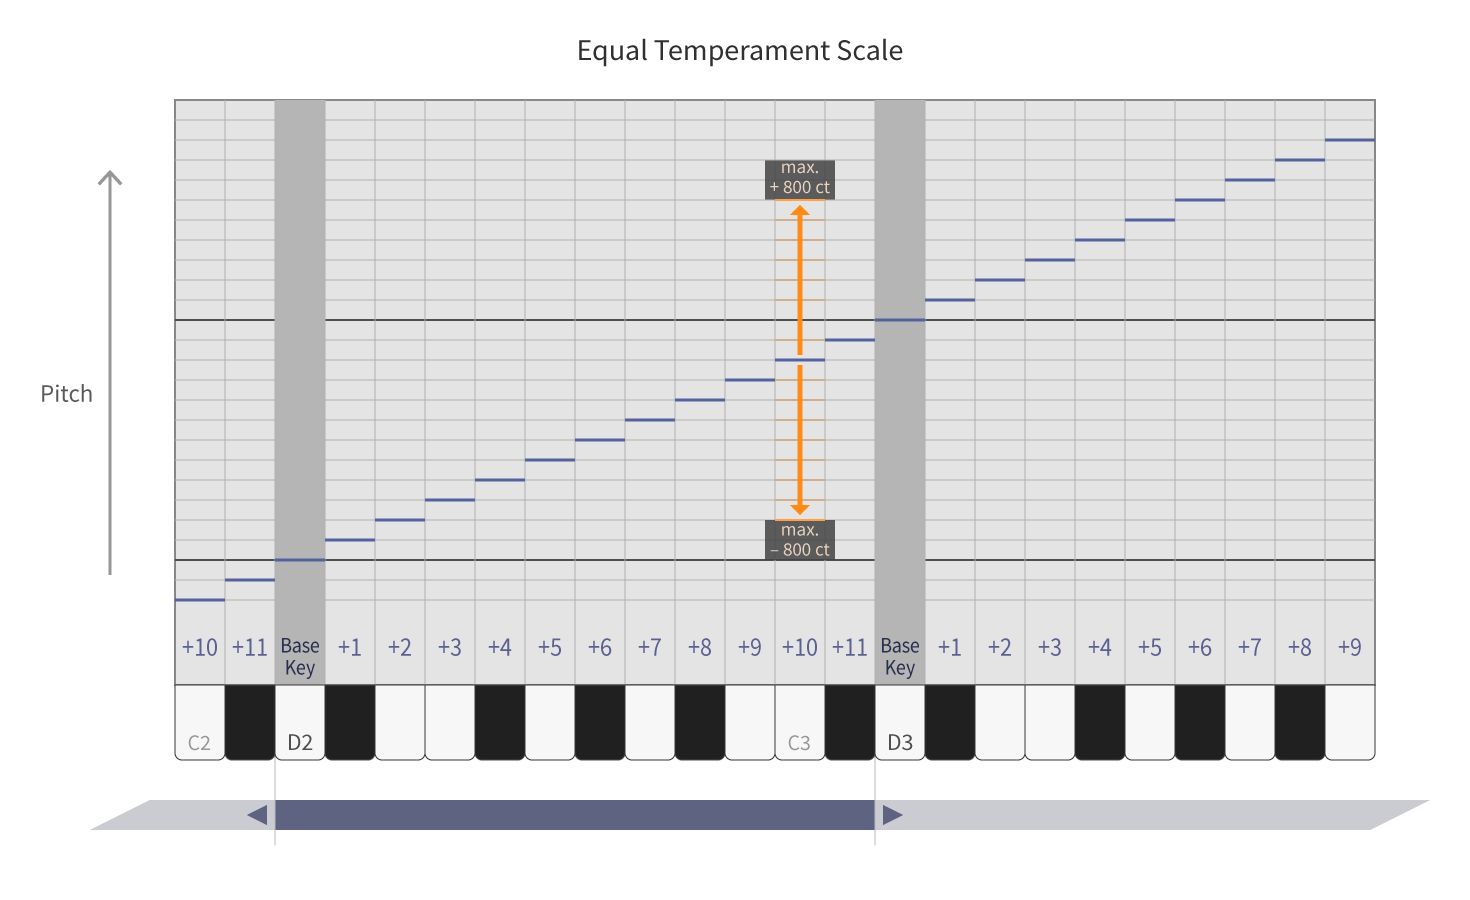 Equal Temperament Scale
max.
+ 800 ct
Pitch
max.
– 800 ct
+10 +11 Base Key +1 +2 +3 +4 +5 +6 +7 +8 +9 +10 +11 Base Key +1 +2 +3 +4 +5 +6 +7 +8 +9
C2 D2 C3 D3